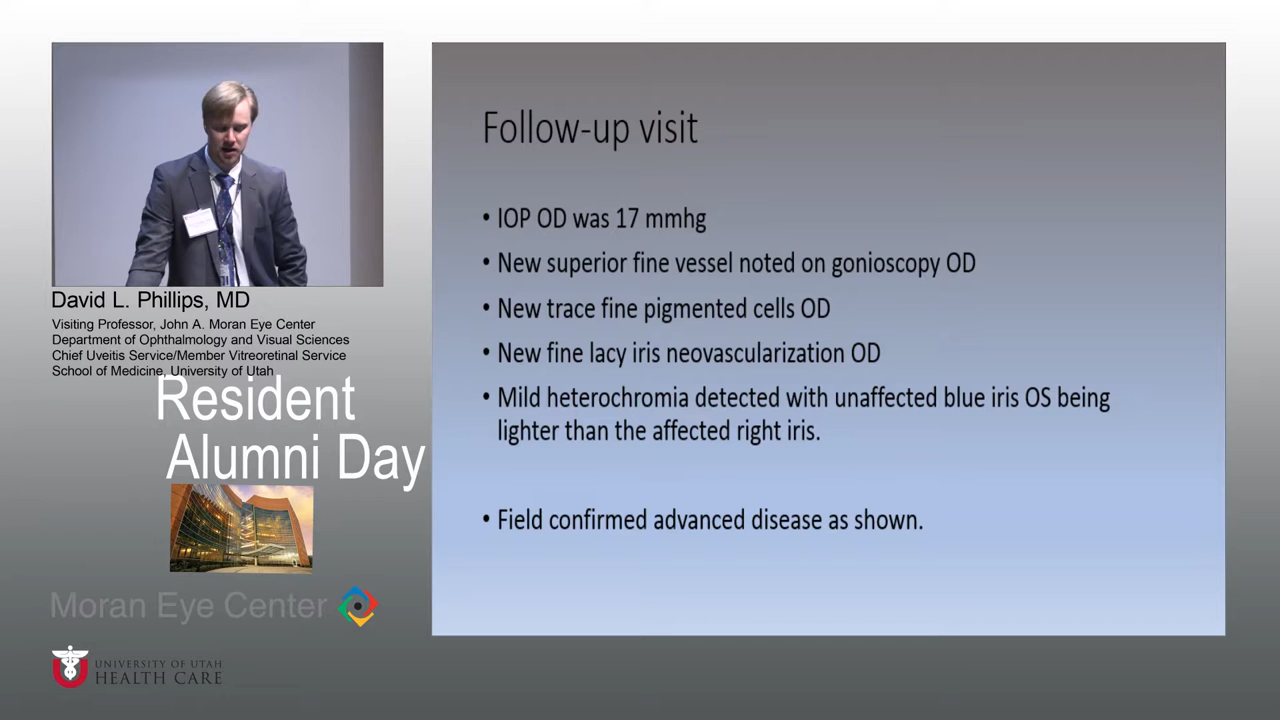 David L. Phillips, MD
Visiting Professor, John A. Moran Eye Center
Department of Ophthalmology and Visual Sciences
Chief Uveitis Service/Member Vitreoretinal Service
School of Medicine, University of Utah
Resident
Alumni Day
Moran Eye Center
UNIVERSITY OF UTAH
HEALTH CARE
Follow-up visit
• IOP OD was 17 mmhg
• New superior fine vessel noted on gonioscopy OD
• New trace fine pigmented cells OD
• New fine lacy iris neovascularization OD
• Mild heterochromia detected with unaffected blue iris OS being
lighter than the affected right iris.
• Field confirmed advanced disease as shown.